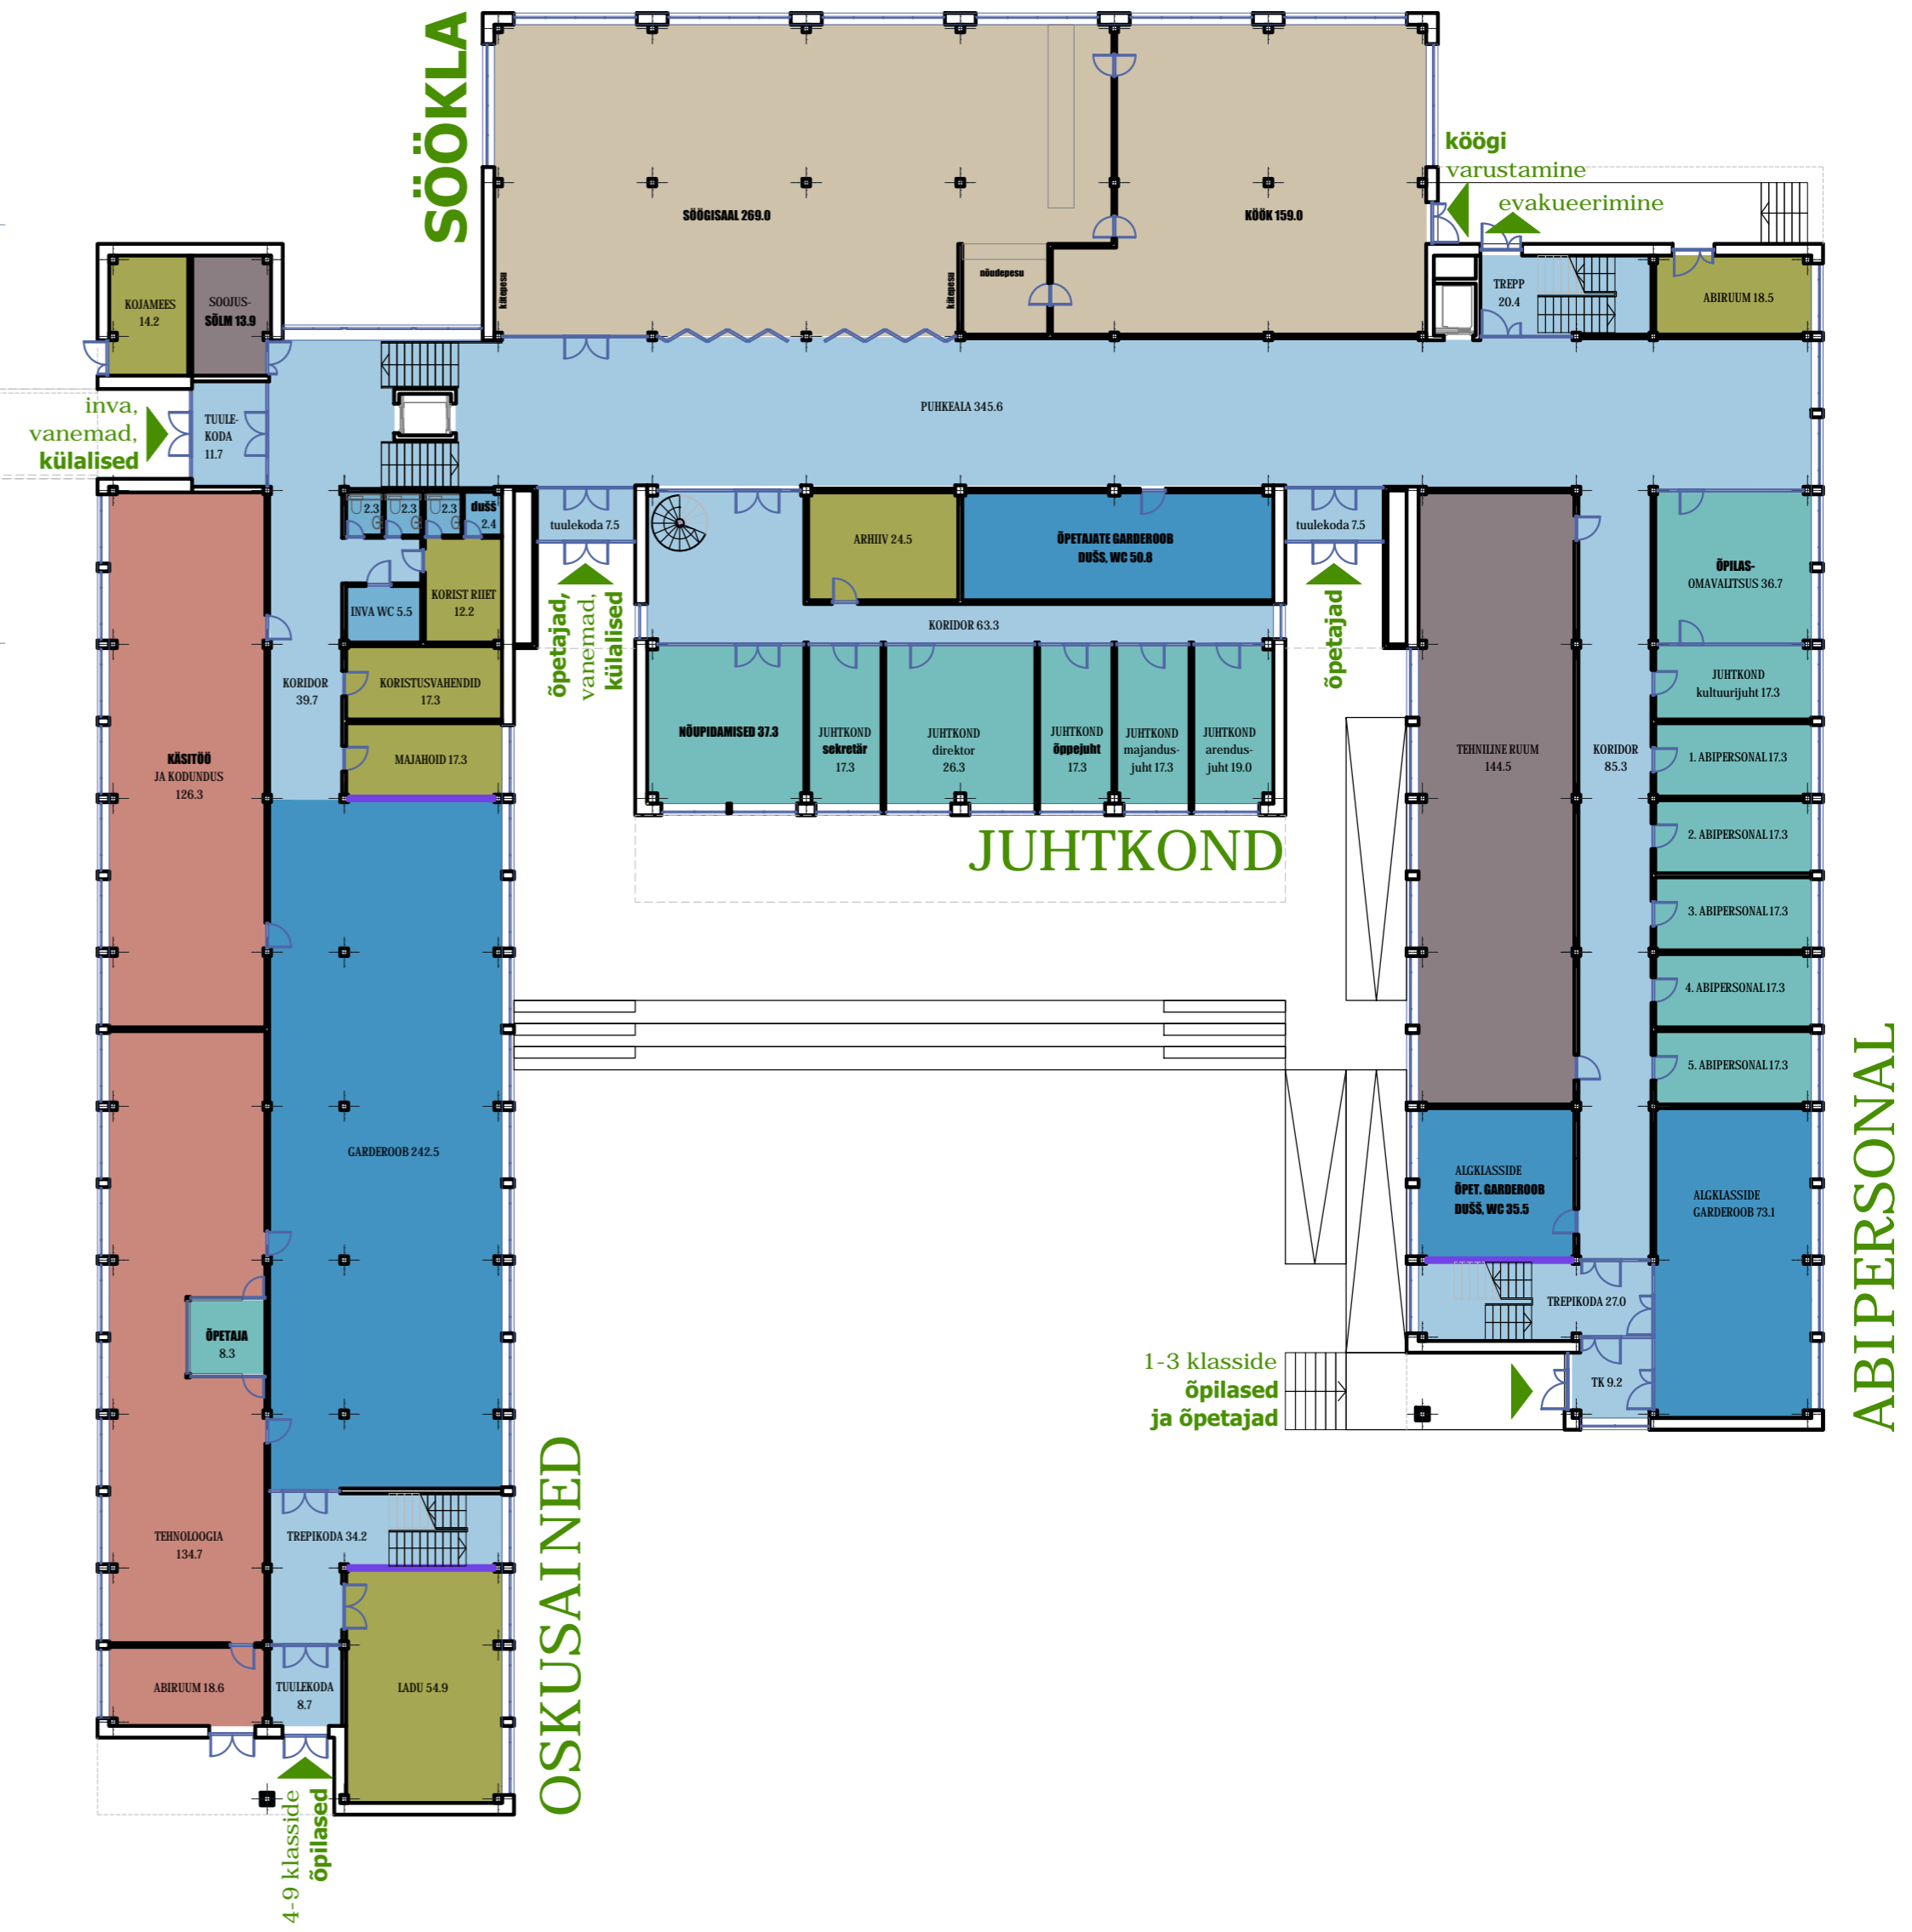 SÖÖKLA
SÖÖGISAAL 269.0
KÖÖK 159.0
kätepesu
kätepesu
nõudepesu
köögi
varustamine
evakueerimine
TREPP
20.4
ABIRUUM 18.5
KOJAMEES
14.2
SOOJUS-
SÕLM 13.9
inva,
vanemad,
külalised
TUULE-
KODA
11.7
PUHKEALA 345.6
2.3
2.3
2.3
dušš
2.4
INVA WC 5.5
KORIST RIIET
12.2
KORISTUSVAHENDID
17.3
MAJAHOID 17.3
KORIDOR
39.7
KÄSITÖÖ
JA KODUNDUS
126.3
tuulekoda 7.5
õpetajad,
vanemad,
külalised
ARHIIV 24.5
ÕPETAJATE GARDEROOB
DUŠŠ, WC 50.8
KORIDOR 63.3
tuulekoda 7.5
õpetajad
NÕUPIDAMISED 37.3
JUHTKOND
sekretär
17.3
JUHTKOND
direktor
26.3
JUHTKOND
õppejuht
17.3
JUHTKOND
majandus-
juht 17.3
JUHTKOND
arendus-
juht 19.0
JUHTKOND
TEHNILINE RUUM
144.5
KORIDOR
85.3
ÕPILAS-
OMAVALITSUS 36.7
JUHTKOND
kultuurijuht 17.3
1. ABIPERSONAL 17.3
2. ABIPERSONAL 17.3
3. ABIPERSONAL 17.3
4. ABIPERSONAL 17.3
5. ABIPERSONAL 17.3
ABIPERSONAL
ALGKLASSIDE
ÕPET. GARDEROOB
DUŠŠ, WC 35.5
ALGKLASSIDE
GARDEROOB 73.1
TREPIKODA 27.0
TK 9.2
1-3 klasside
õpilased
ja õpetajad
GARDEROOB 242.5
ÕPETAJA
8.3
TEHNOLOOGIA
134.7
TREPIKODA 34.2
ABIRUUM 18.6
TUULEKODA
8.7
LADU 54.9
OSKUSAINED
4-9 klasside
õpilased